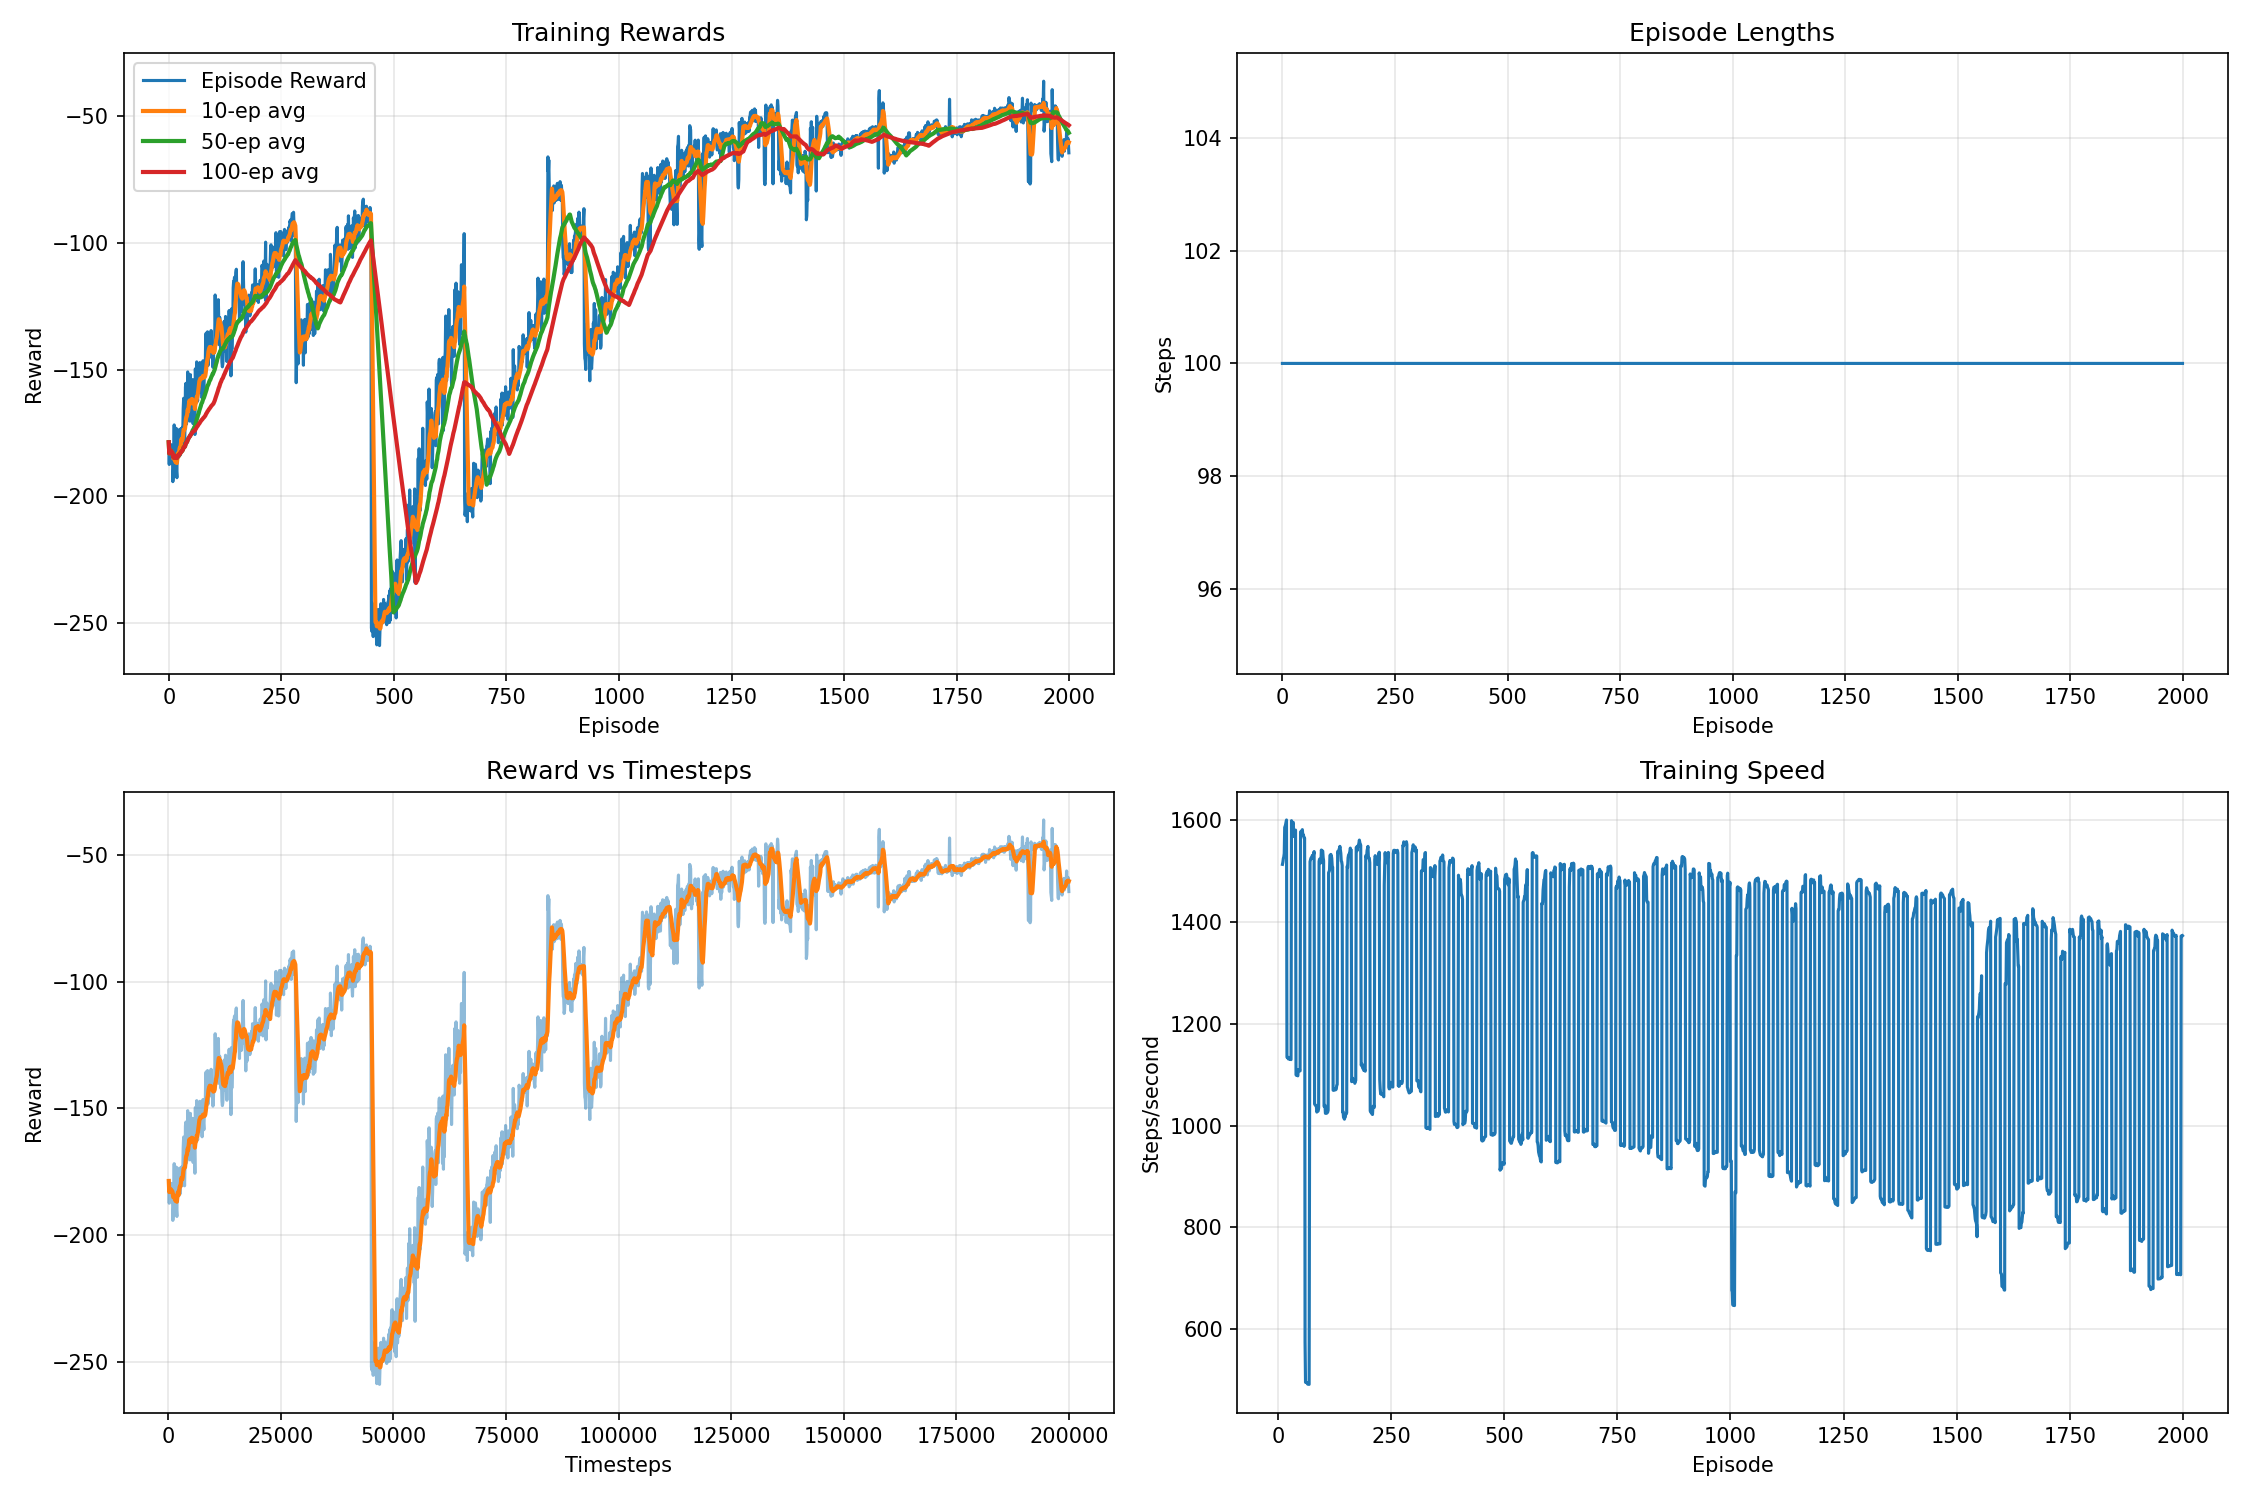 Training Rewards
Episode Reward
10-ep avg
50-ep avg
100-ep avg
−50
−100
−150
−200
−250
Reward
0 250 500 750 1000 1250 1500 1750 2000
Episode
Episode Lengths
104
102
100
98
96
Steps
0 250 500 750 1000 1250 1500 1750 2000
Episode
Reward vs Timesteps
−50
−100
−150
−200
−250
Reward
0 25000 50000 75000 100000 125000 150000 175000 200000
Timesteps
Training Speed
1600
1400
1200
1000
800
600
Steps/second
0 250 500 750 1000 1250 1500 1750 2000
Episode